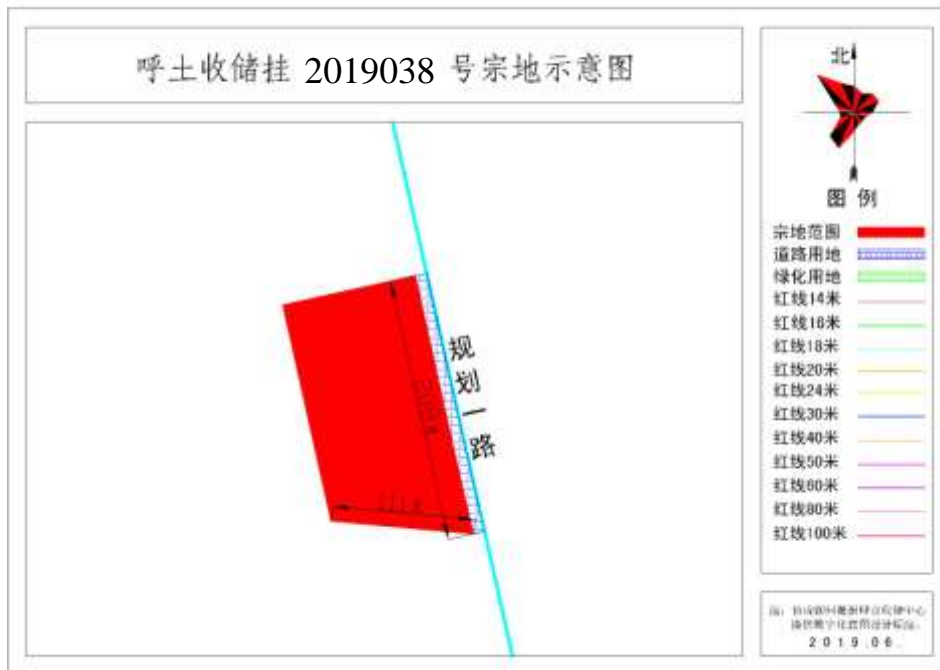 呼土收储挂 2019038 号宗地示意图
北
图 例
宗地范围
道路用地
绿化用地
红线14米
红线16米
红线18米
红线20米
红线24米
红线30米
红线40米
红线50米
红线60米
红线80米
红线100米
规划一路
2019.06.